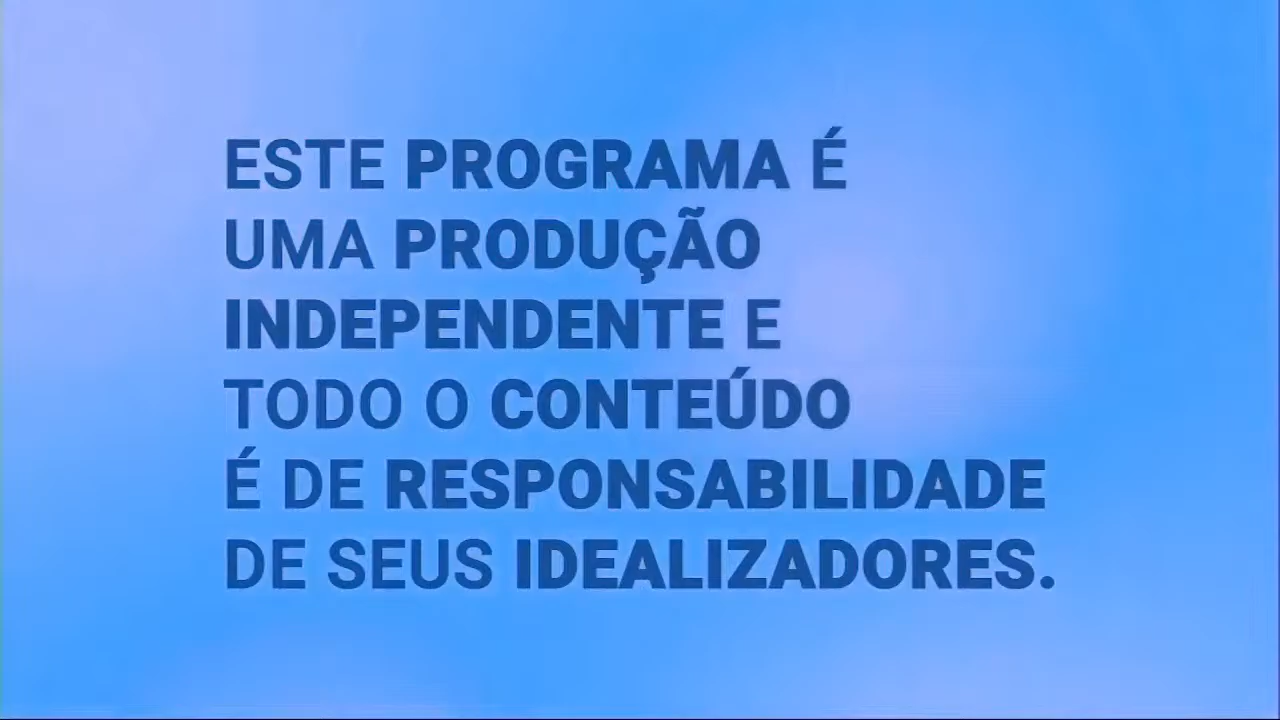 ESTE PROGRAMA É
UMA PRODUÇÃO
INDEPENDENTE E
TODO O CONTEÚDO
É DE RESPONSABILIDADE
DE SEUS IDEALIZADORES.